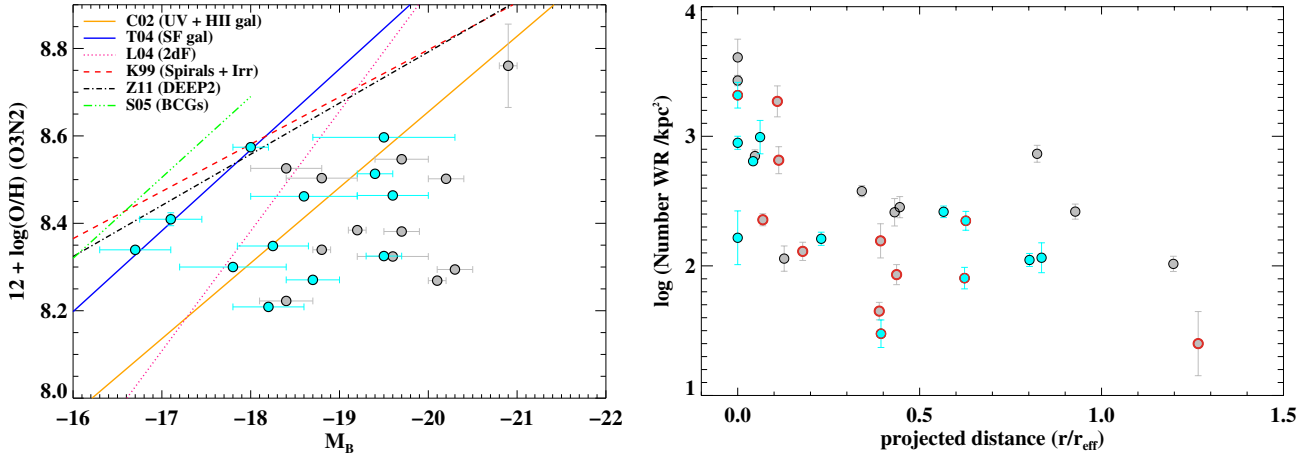 C02 (UV + HII gal)
T04 (SF gal)
L04 (2dF)
K99 (Spirals + Irr)
Z11 (DEEP2)
S05 (BCGs)
12 + log(O/H) (O3N2)
8.8
8.6
8.4
8.2
8.0
-16
-17
-18
-19
-20
-21
-22
M_B
log (Number WR /kpc²)
4
3
2
1
0.0
0.5
1.0
1.5
projected distance (r/r_eff)